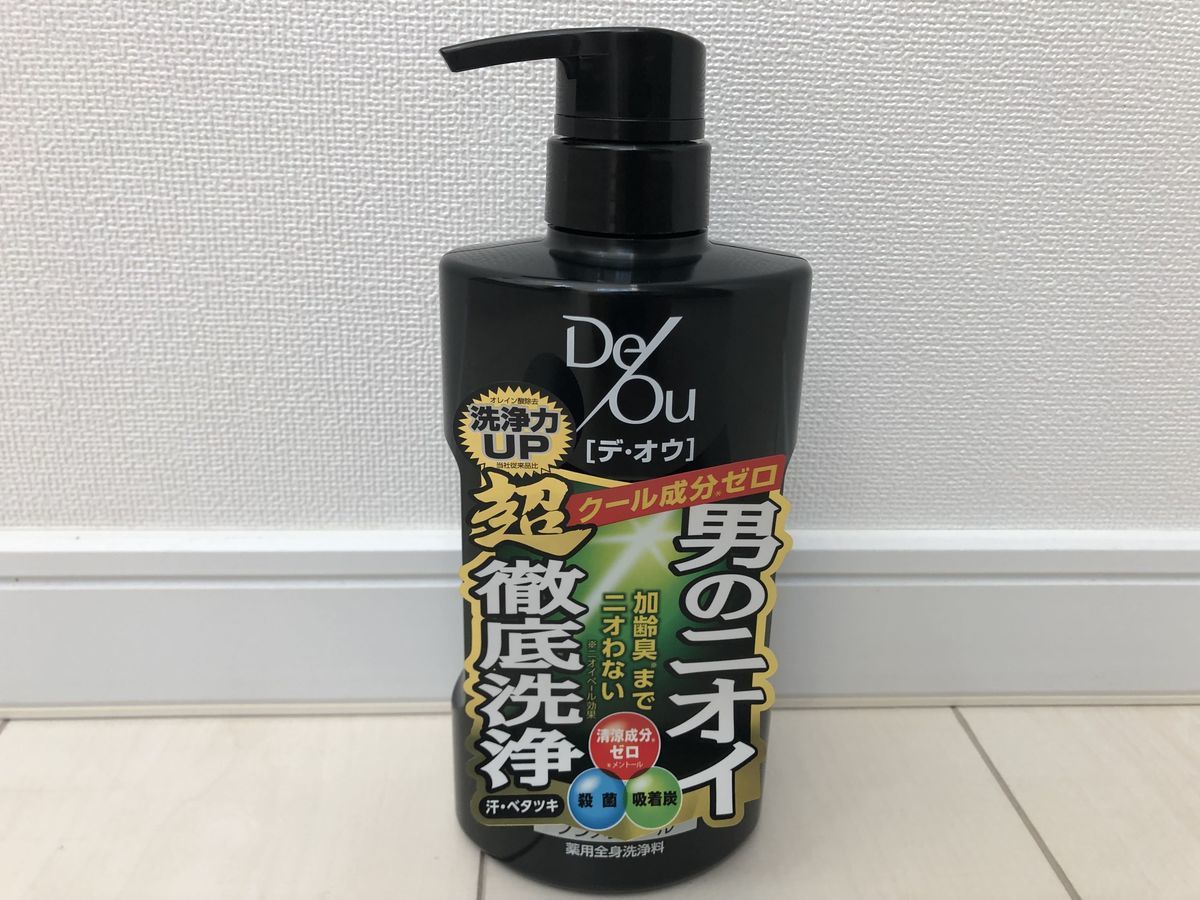 De/Ou
[デ・オウ]
オレイン酸除去
洗浄力
UP
当社従来品比
クール成分ゼロ
※
男のニオイ
超
徹底洗浄
加齢臭※まで
ニオわない
※ニオイベール効果
清涼成分※
ゼロ
※メントール
殺菌
吸着炭
汗・ベタツキ
薬用全身洗浄料